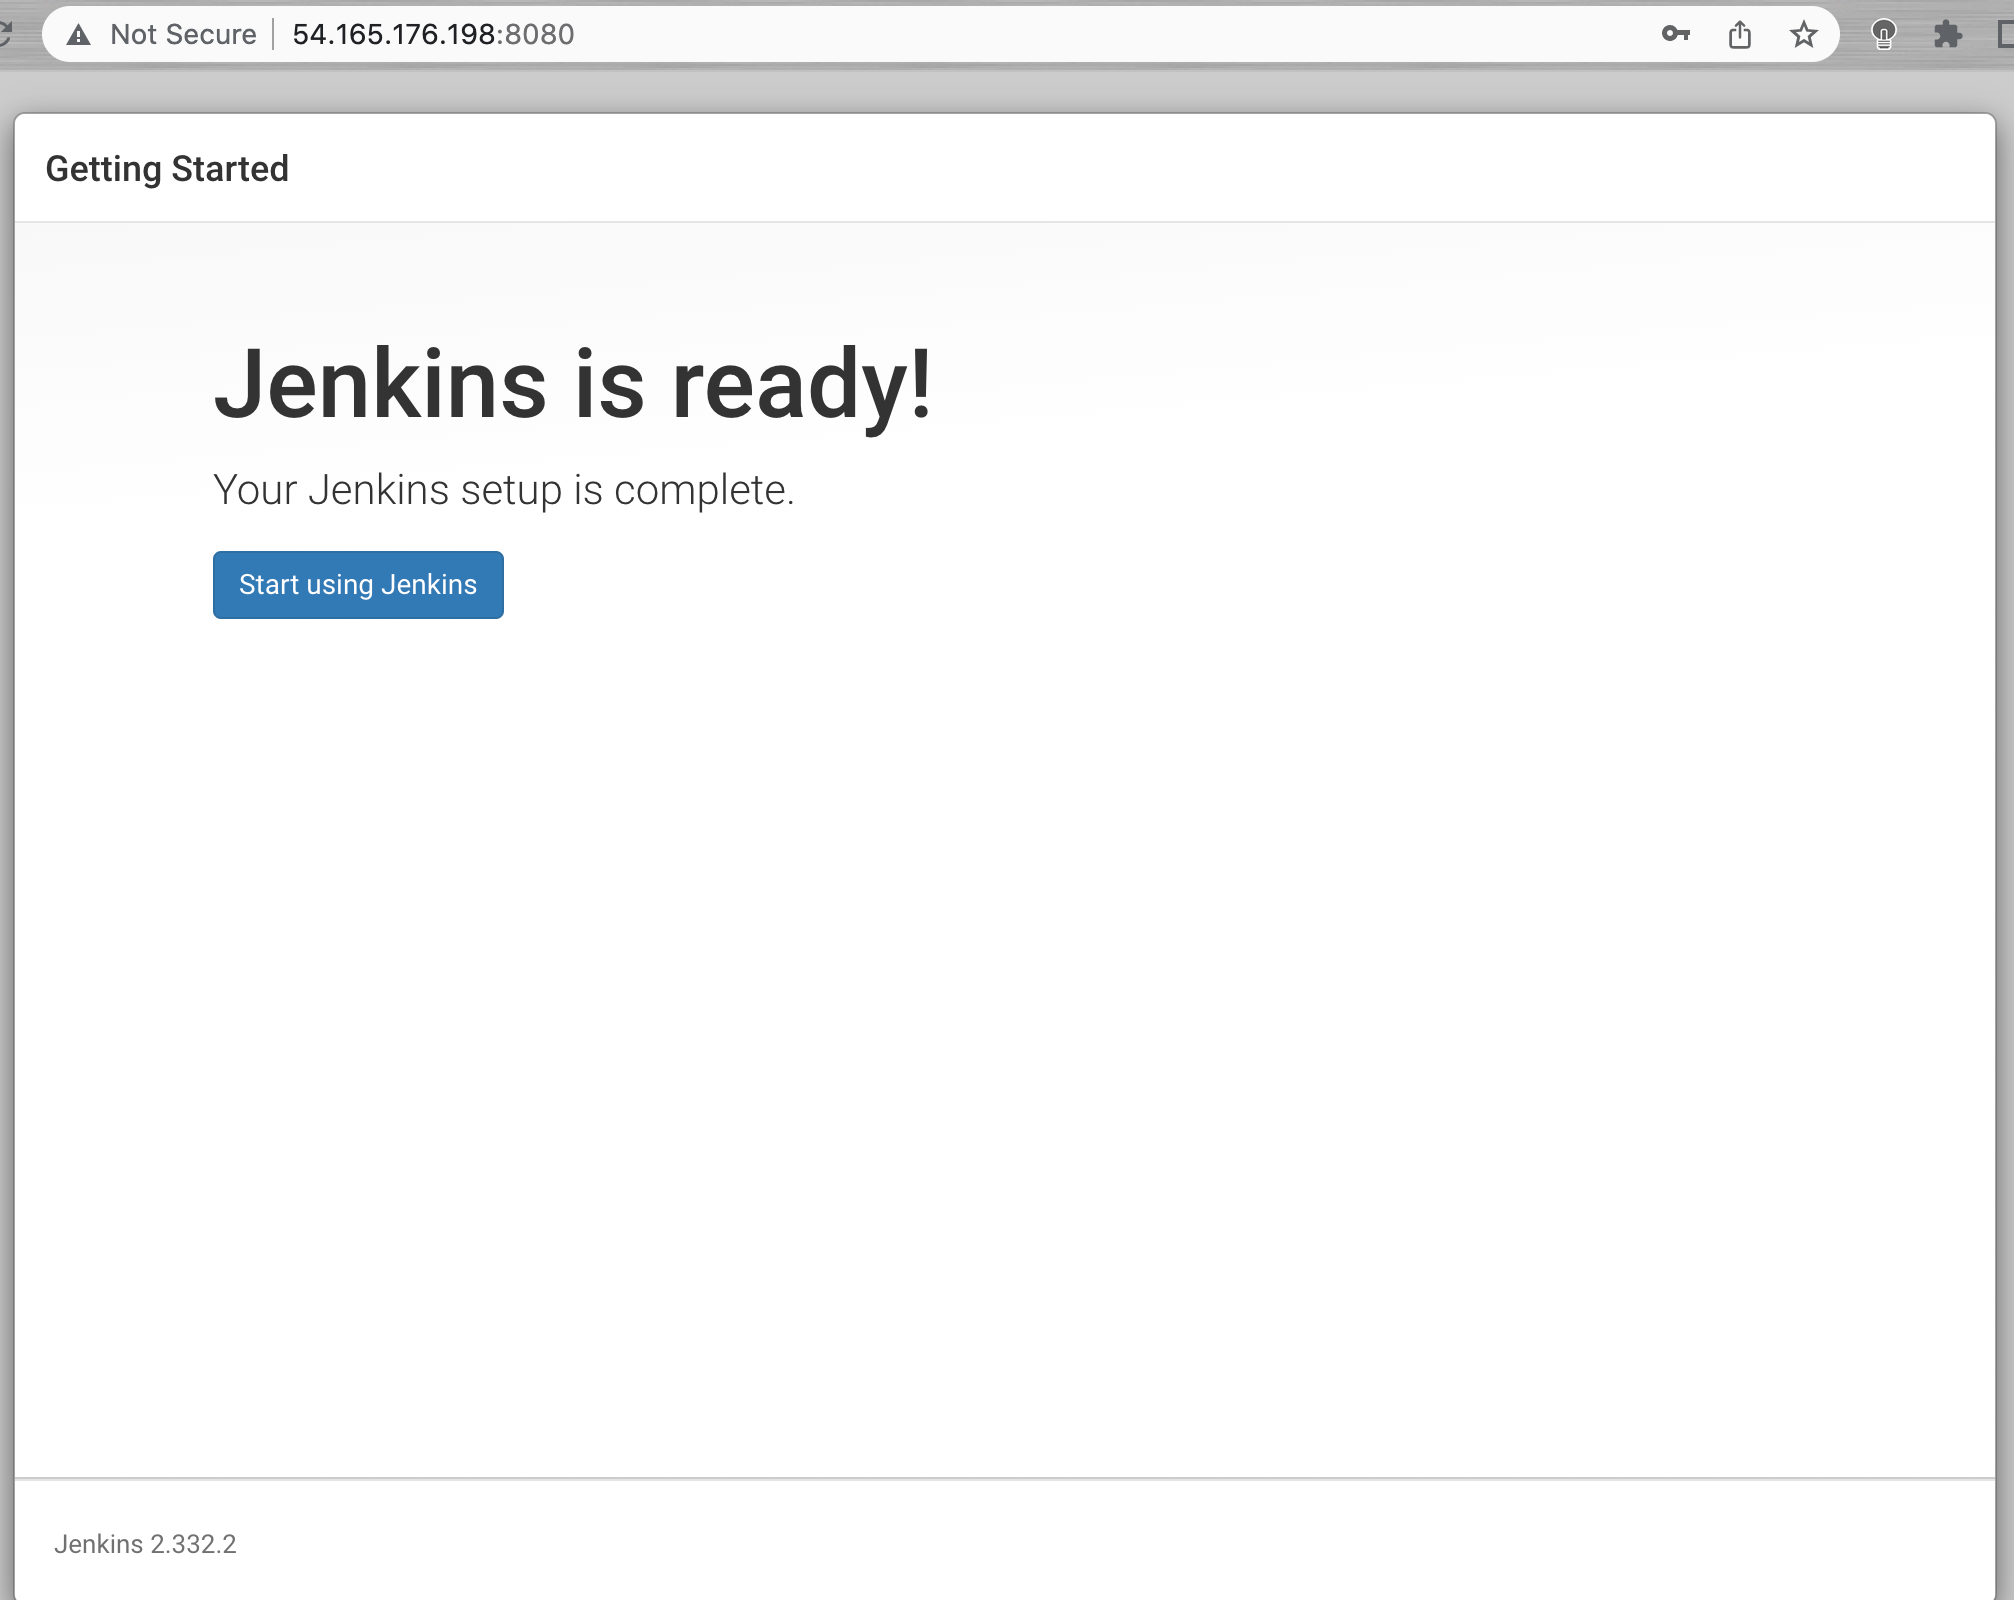 Not Secure 54.165.176.198:8080
Getting Started
Jenkins is ready!
Your Jenkins setup is complete.
Start using Jenkins
Jenkins 2.332.2